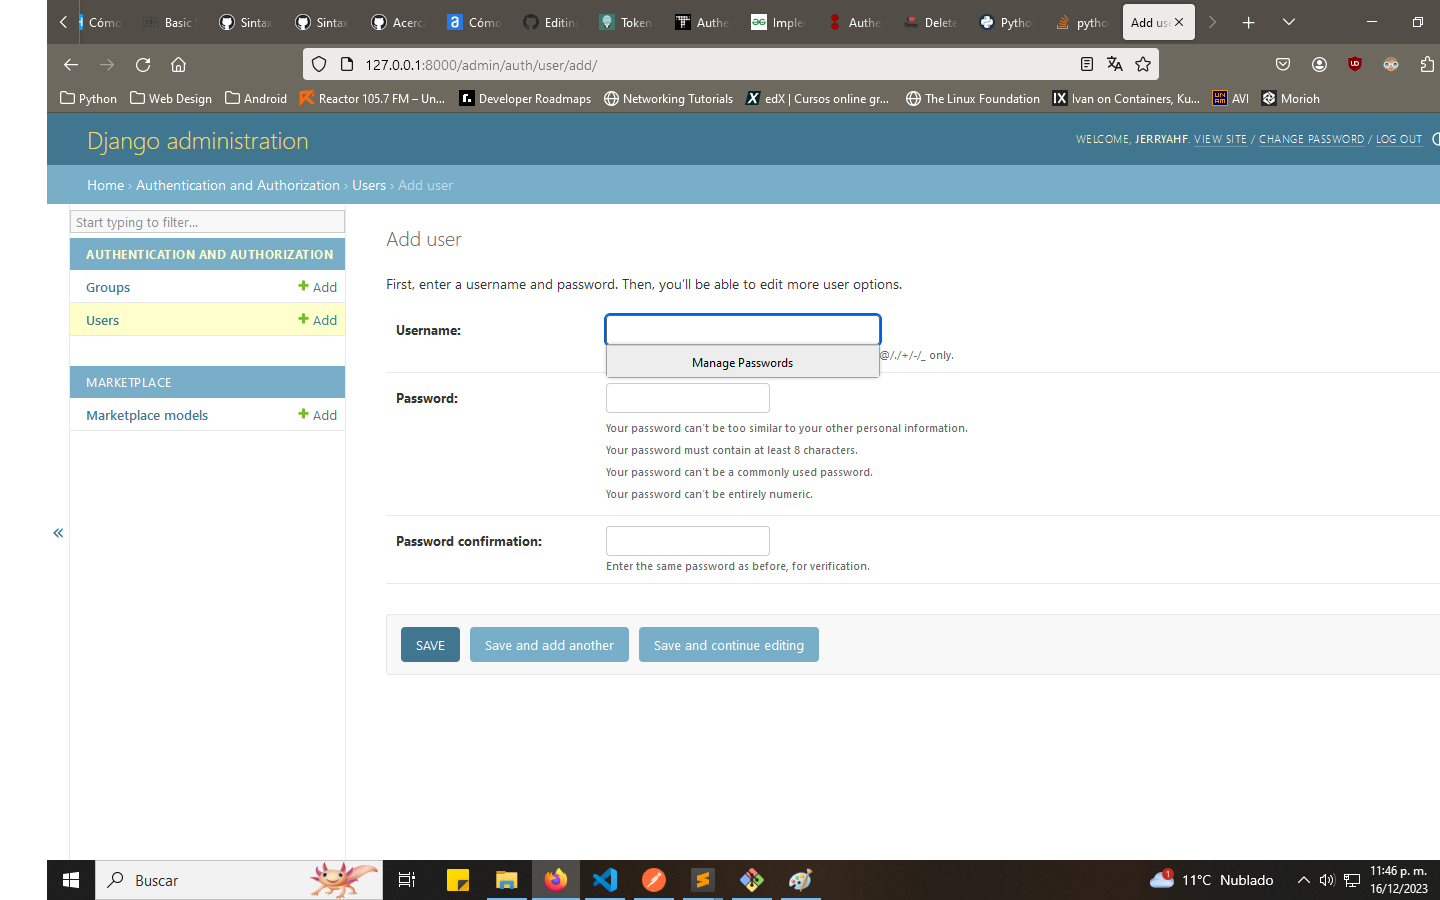 Cómo Basic Sintax Sintax Acerca Cómo Editin Token Authe Imple Authe Delete Pytho pytho Add us
127.0.0.1:8000/admin/auth/user/add/
Python Web Design Android Reactor 105.7 FM – Un... Developer Roadmaps Networking Tutorials edX | Cursos online gr... The Linux Foundation Ivan on Containers, Ku... AVI Morioh
Django administration
WELCOME, JERRYAHF. VIEW SITE / CHANGE PASSWORD / LOG OUT
Home › Authentication and Authorization › Users › Add user
Start typing to filter...
AUTHENTICATION AND AUTHORIZATION
Groups + Add
Users + Add
MARKETPLACE
Marketplace models + Add
«
Add user
First, enter a username and password. Then, you’ll be able to edit more user options.
Username:
@/./+/-/_ only.
Manage Passwords
Password:
Your password can’t be too similar to your other personal information.
Your password must contain at least 8 characters.
Your password can’t be a commonly used password.
Your password can’t be entirely numeric.
Password confirmation:
Enter the same password as before, for verification.
SAVE Save and add another Save and continue editing
Buscar
1
11°C Nublado
11:46 p. m.
16/12/2023